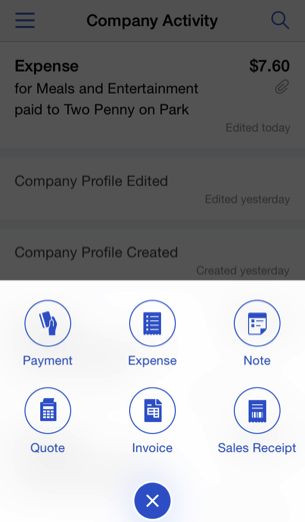 Company Activity
Expense $7.60
for Meals and Entertainment
paid to Two Penny on Park
Edited today
Company Profile Edited
Edited yesterday
Company Profile Created
Created yesterday
Payment Expense Note
Quote Invoice Sales Receipt